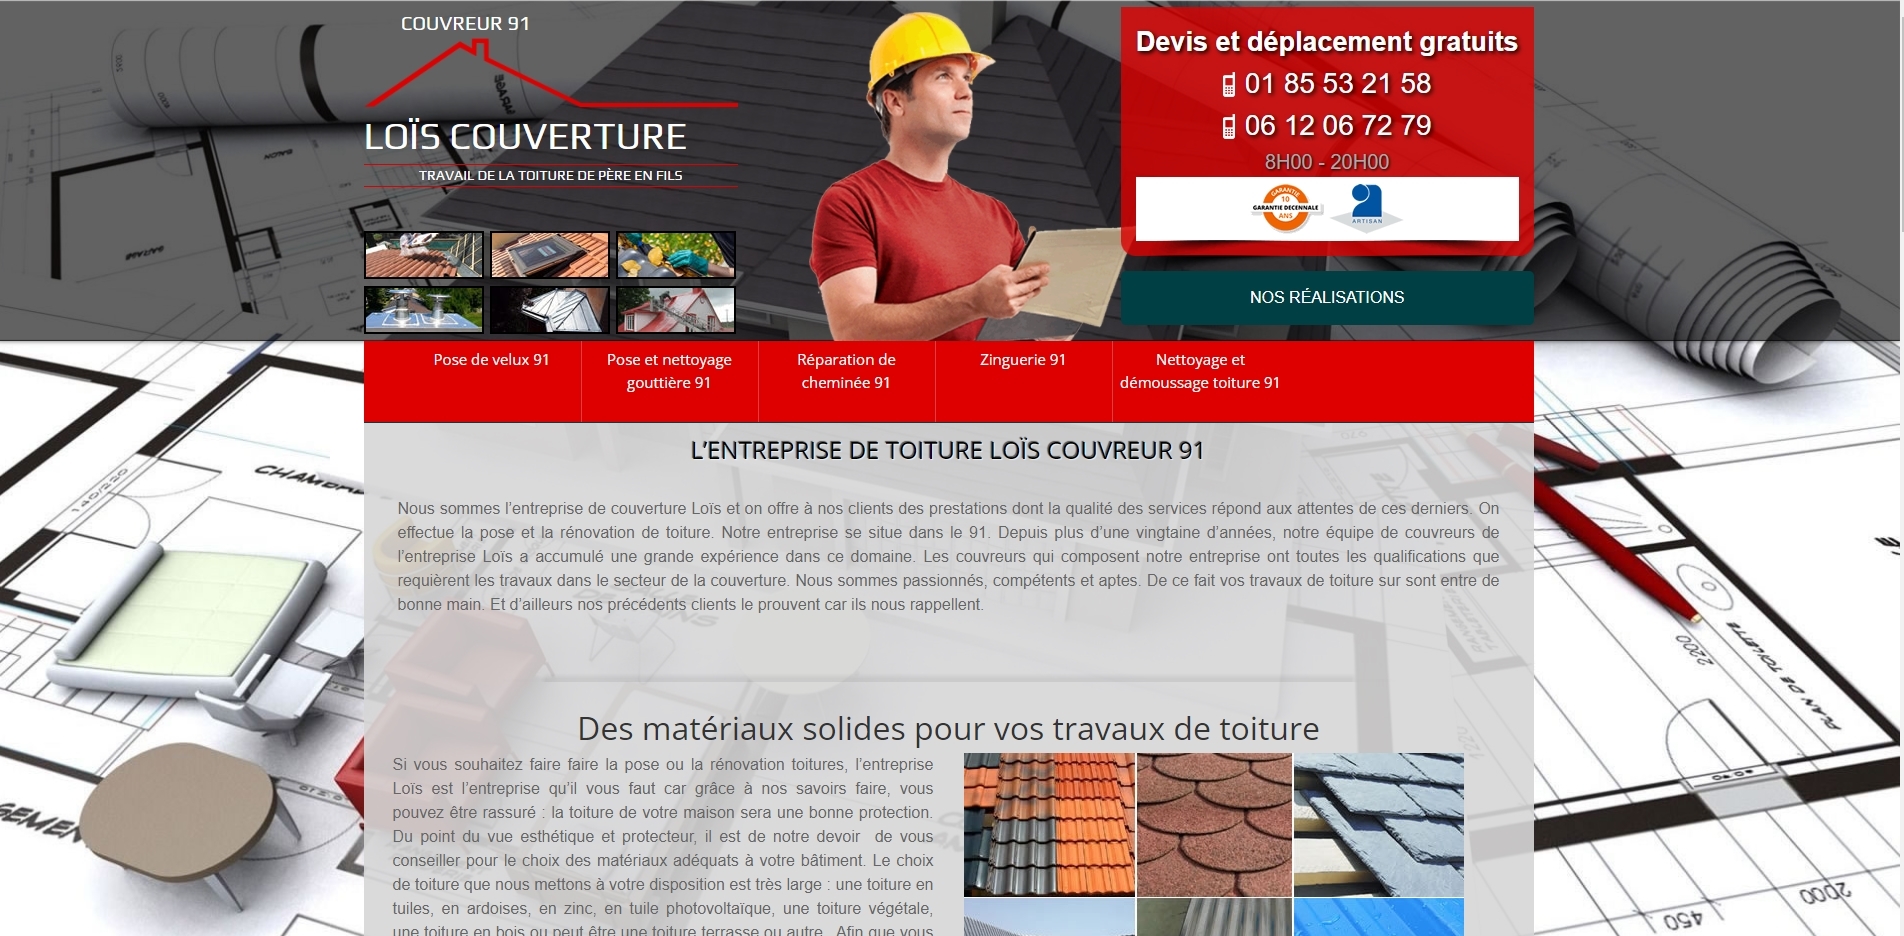 COUVREUR 91
LOÏS COUVERTURE
TRAVAIL DE LA TOITURE DE PÈRE EN FILS
Devis et déplacement gratuits
01 85 53 21 58
06 12 06 72 79
8H00 - 20H00
GARANTIE
10
GARANTIE DECENNALE
ANS
ARTISAN
NOS RÉALISATIONS
Pose de velux 91
Pose et nettoyage
gouttière 91
Réparation de
cheminée 91
Zinguerie 91
Nettoyage et
démoussage toiture 91
L’ENTREPRISE DE TOITURE LOÏS COUVREUR 91
Nous sommes l’entreprise de couverture Loïs et on offre à nos clients des prestations dont la qualité des services répond aux attentes de ces derniers. On
effectue la pose et la rénovation de toiture. Notre entreprise se situe dans le 91. Depuis plus d’une vingtaine d’années, notre équipe de couvreurs de
l’entreprise Loïs a accumulé une grande expérience dans ce domaine. Les couvreurs qui composent notre entreprise ont toutes les qualifications que
requièrent les travaux dans le secteur de la couverture. Nous sommes passionnés, compétents et aptes. De ce fait vos travaux de toiture sur sont entre de
bonne main. Et d’ailleurs nos précédents clients le prouvent car ils nous rappellent.
Des matériaux solides pour vos travaux de toiture
Si vous souhaitez faire faire la pose ou la rénovation toitures, l’entreprise
Loïs est l’entreprise qu’il vous faut car grâce à nos savoirs faire, vous
pouvez être rassuré : la toiture de votre maison sera une bonne protection.
Du point du vue esthétique et protecteur, il est de notre devoir de vous
conseiller pour le choix des matériaux adéquats à votre bâtiment. Le choix
de toiture que nous mettons à votre disposition est très large : une toiture en
tuiles, en ardoises, en zinc, en tuile photovoltaïque, une toiture végétale,
une toiture en bois ou peut être une toiture terrasse ou autre. Afin que vous
140/220
PLAN DE TOILETTE
2200
450
2000